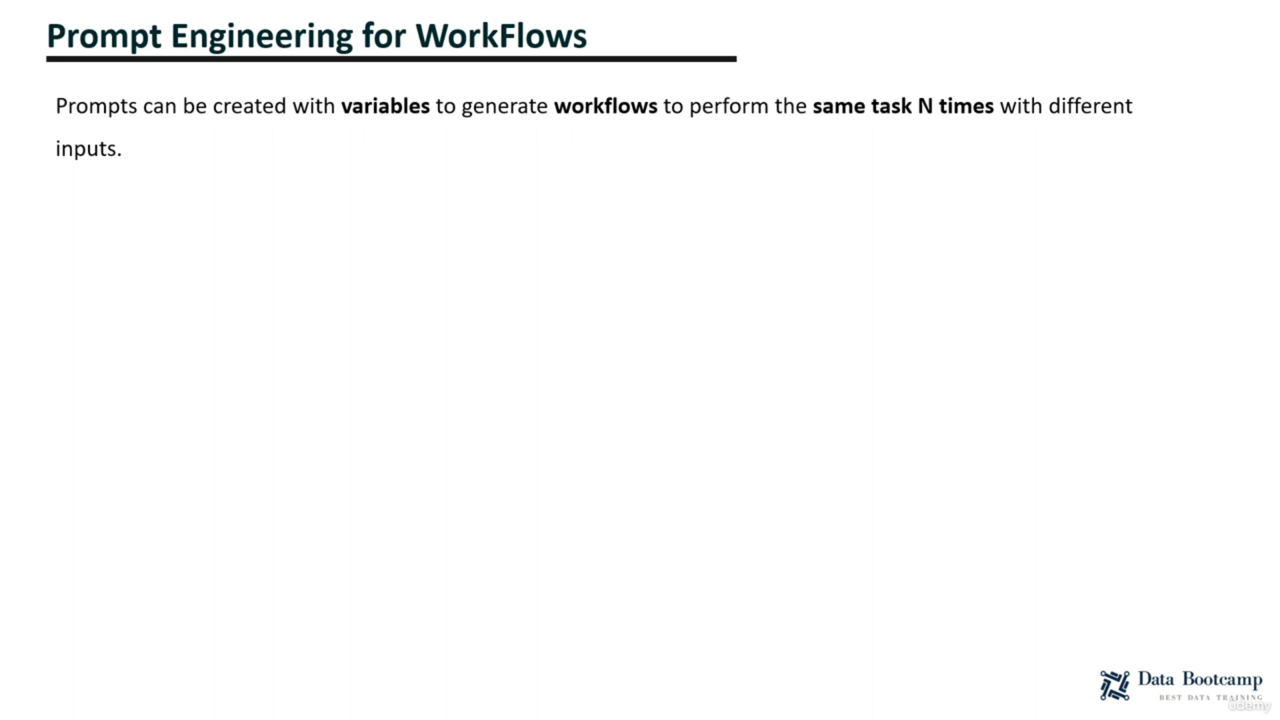 Prompt Engineering for WorkFlows
Prompts can be created with variables to generate workflows to perform the same task N times with different
inputs.
Data Bootcamp
BEST DATA TRAINING
udemy